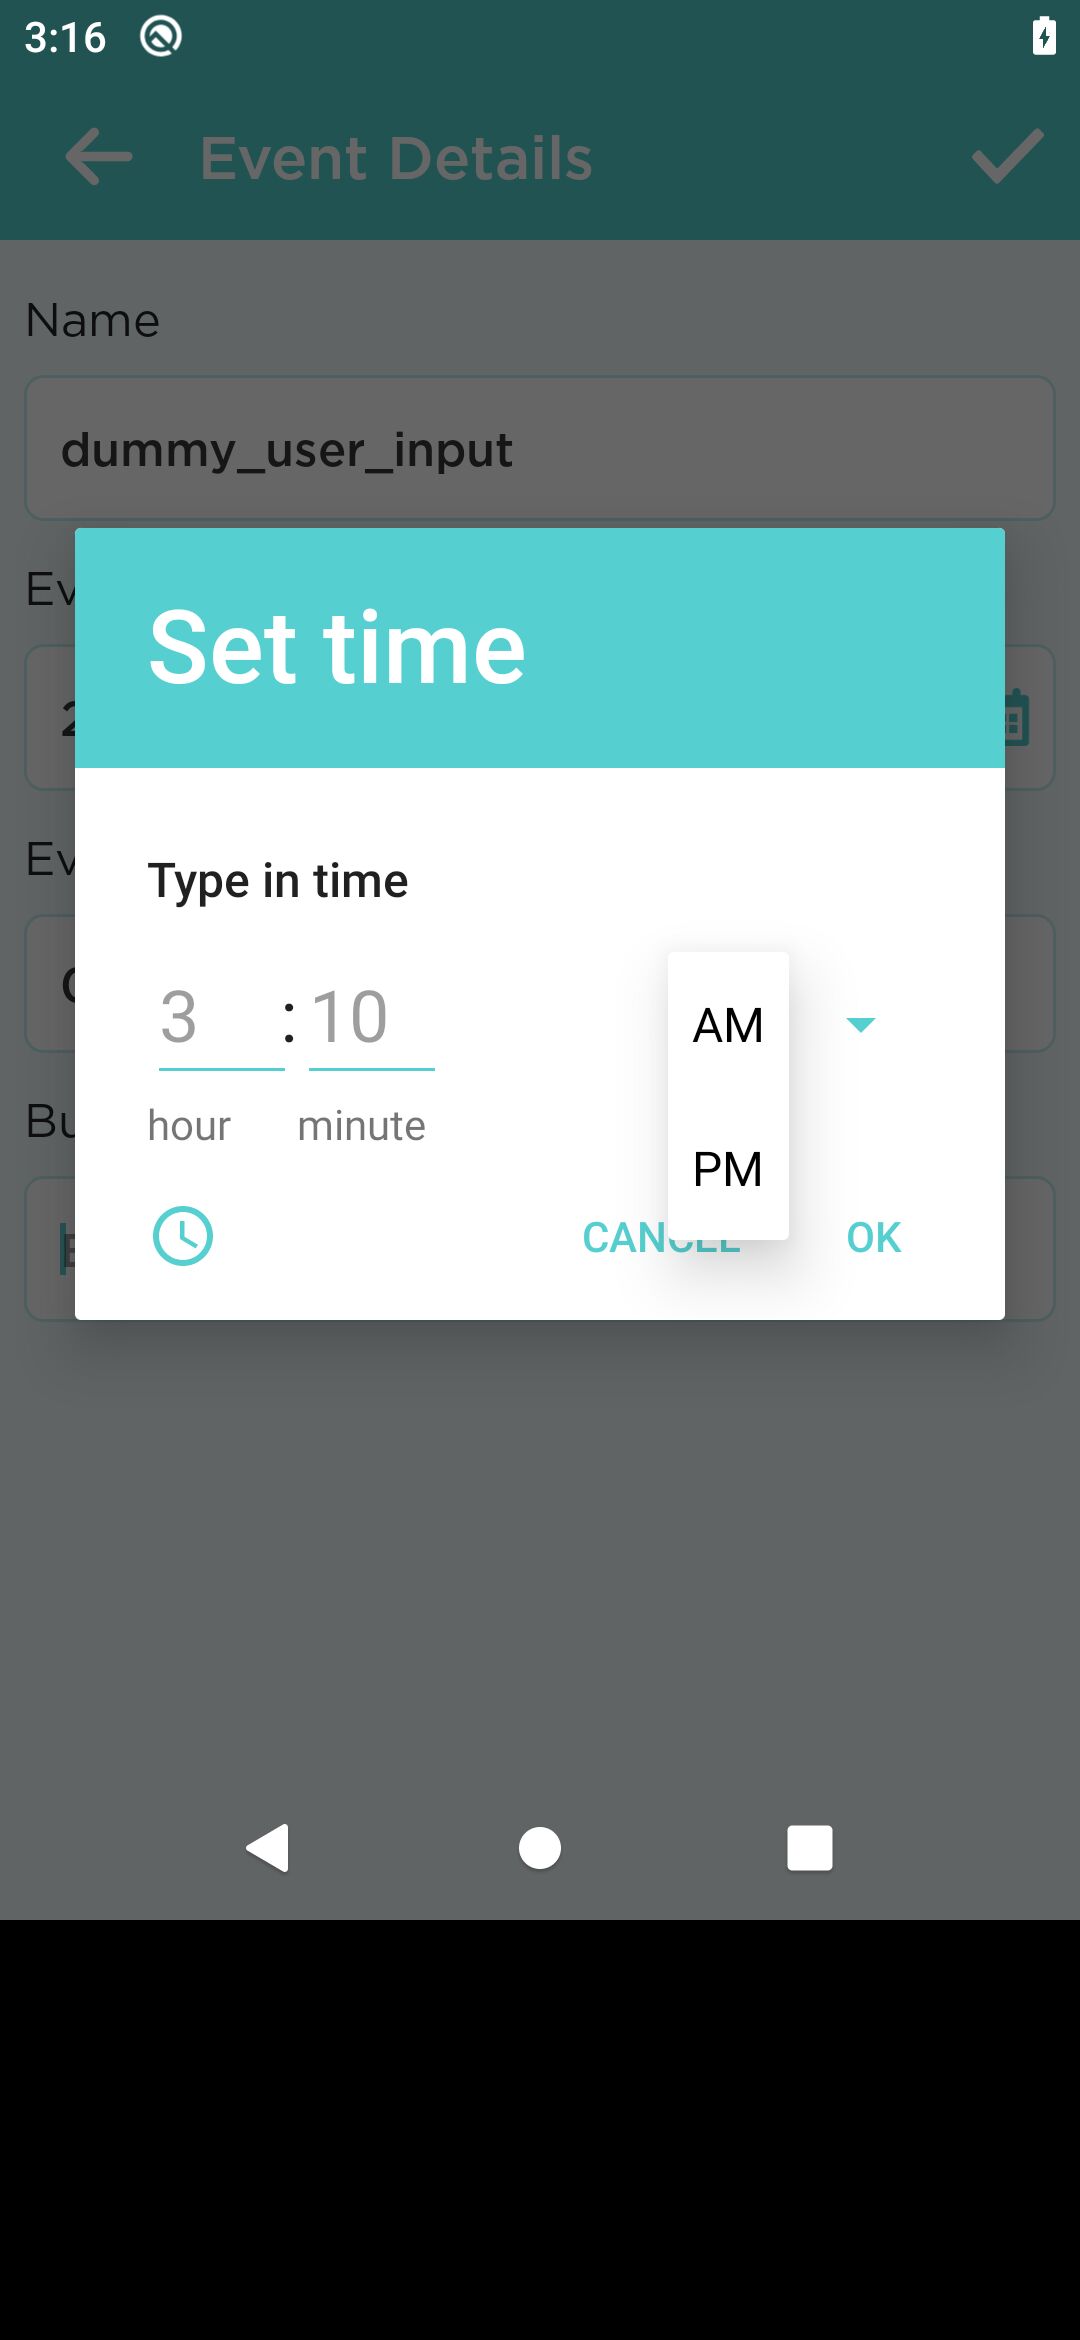 3:16
Event Details
Name
dummy_user_input
Ev
2
Set time
Type in time
Ev
3 : 10
AM
hour minute
PM
Bu
CANCEL
OK